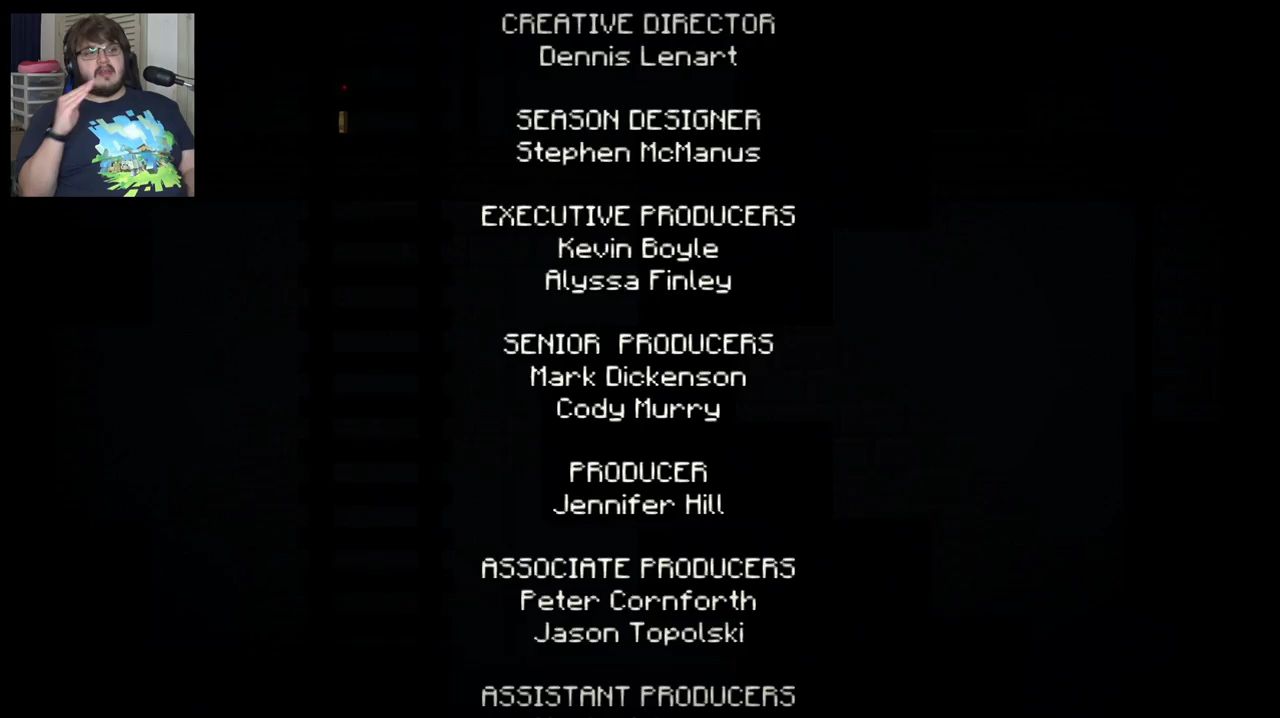 CREATIVE DIRECTOR
Dennis Lenart
SEASON DESIGNER
Stephen McManus
EXECUTIVE PRODUCERS
Kevin Boyle
Alyssa Finley
SENIOR PRODUCERS
Mark Dickenson
Cody Murry
PRODUCER
Jennifer Hill
ASSOCIATE PRODUCERS
Peter Cornforth
Jason Topolski
ASSISTANT PRODUCERS